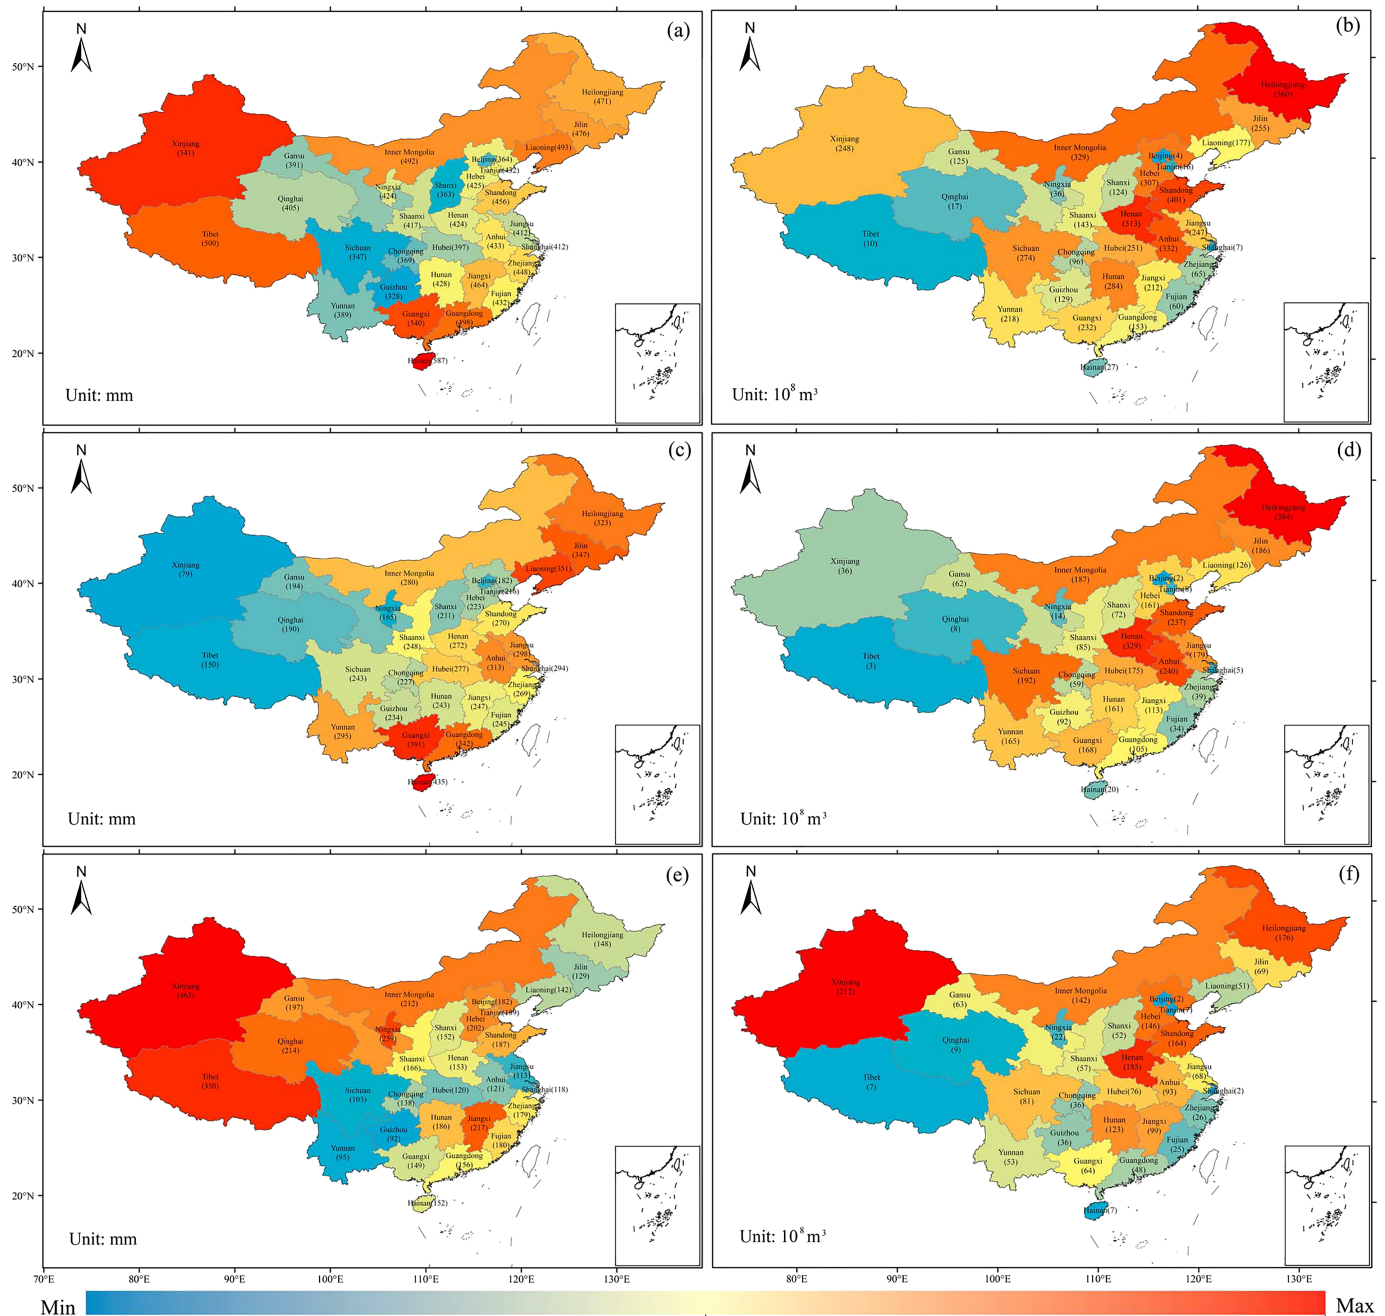 N
(a)
50°N
40°N
30°N
20°N
Heilongjiang
(471)
Jilin
(476)
Liaoning(493)
Xinjiang
(541)
Gansu
(391)
Inner Mongolia
(492)
Beijing(364)
Tianjin(432)
Hebei
(425)
Ningxia
(424)
Shanxi
(363)
Shandong
(456)
Qinghai
(405)
Shaanxi
(417)
Henan
(424)
Jiangsu
(412)
Tibet
(500)
Sichuan
(347)
Chongqing
(369)
Hubei(397)
Anhui
(433)
Shanghai(412)
Zhejiang
(448)
Guizhou
(328)
Hunan
(428)
Jiangxi
(464)
Fujian
(432)
Yunnan
(389)
Guangxi
(540)
Guangdong
(498)
Hainan(587)
Unit: mm
N
(b)
Heilongjiang
(360)
Jilin
(255)
Liaoning(177)
Xinjiang
(248)
Gansu
(125)
Inner Mongolia
(329)
Beijing(4)
Tianjin(16)
Hebei
(307)
Ningxia
(36)
Shanxi
(124)
Shandong
(401)
Qinghai
(17)
Shaanxi
(143)
Henan
(513)
Jiangsu
(247)
Tibet
(10)
Sichuan
(274)
Chongqing
(96)
Hubei(251)
Anhui
(332)
Shanghai(7)
Zhejiang
(65)
Guizhou
(129)
Hunan
(284)
Jiangxi
(212)
Fujian
(60)
Yunnan
(218)
Guangxi
(232)
Guangdong
(153)
Hainan(27)
Unit: 10⁸ m³
N
(c)
50°N
40°N
30°N
20°N
Heilongjiang
(323)
Jilin
(347)
Liaoning(351)
Xinjiang
(79)
Gansu
(194)
Inner Mongolia
(280)
Beijing(182)
Tianjin(216)
Hebei
(223)
Ningxia
(165)
Shanxi
(211)
Shandong
(270)
Qinghai
(190)
Shaanxi
(248)
Henan
(272)
Jiangsu
(298)
Tibet
(150)
Sichuan
(243)
Chongqing
(227)
Hubei(277)
Anhui
(313)
Shanghai(294)
Zhejiang
(269)
Guizhou
(234)
Hunan
(243)
Jiangxi
(247)
Fujian
(245)
Yunnan
(295)
Guangxi
(391)
Guangdong
(342)
Hainan(435)
Unit: mm
N
(d)
Heilongjiang
(384)
Jilin
(186)
Liaoning(126)
Xinjiang
(36)
Gansu
(62)
Inner Mongolia
(187)
Beijing(2)
Tianjin(8)
Hebei
(161)
Ningxia
(14)
Shanxi
(72)
Shandong
(237)
Qinghai
(8)
Shaanxi
(85)
Henan
(329)
Jiangsu
(179)
Tibet
(3)
Sichuan
(192)
Chongqing
(59)
Hubei(175)
Anhui
(240)
Shanghai(5)
Zhejiang
(39)
Guizhou
(92)
Hunan
(161)
Jiangxi
(113)
Fujian
(34)
Yunnan
(165)
Guangxi
(168)
Guangdong
(105)
Hainan(20)
Unit: 10⁸ m³
N
(e)
50°N
40°N
30°N
20°N
Heilongjiang
(148)
Jilin
(129)
Liaoning(142)
Xinjiang
(463)
Gansu
(197)
Inner Mongolia
(212)
Beijing(182)
Tianjin(189)
Hebei
(202)
Ningxia
(259)
Shanxi
(152)
Shandong
(187)
Qinghai
(214)
Shaanxi
(166)
Henan
(153)
Jiangsu
(113)
Tibet
(350)
Sichuan
(103)
Chongqing
(138)
Hubei(120)
Anhui
(121)
Shanghai(118)
Zhejiang
(179)
Guizhou
(92)
Hunan
(186)
Jiangxi
(217)
Fujian
(180)
Yunnan
(95)
Guangxi
(149)
Guangdong
(156)
Hainan(152)
Unit: mm
70°E 80°E 90°E 100°E 110°E 120°E 130°E
N
(f)
Heilongjiang
(176)
Jilin
(69)
Liaoning(51)
Xinjiang
(212)
Gansu
(63)
Inner Mongolia
(142)
Beijing(2)
Tianjin(7)
Hebei
(146)
Ningxia
(22)
Shanxi
(52)
Shandong
(164)
Qinghai
(9)
Shaanxi
(57)
Henan
(185)
Jiangsu
(68)
Tibet
(7)
Sichuan
(81)
Chongqing
(36)
Hubei(76)
Anhui
(93)
Shanghai(2)
Zhejiang
(26)
Guizhou
(36)
Hunan
(123)
Jiangxi
(99)
Fujian
(25)
Yunnan
(53)
Guangxi
(64)
Guangdong
(48)
Hainan(7)
Unit: 10⁸ m³
80°E 90°E 100°E 110°E 120°E 130°E
Min
Max